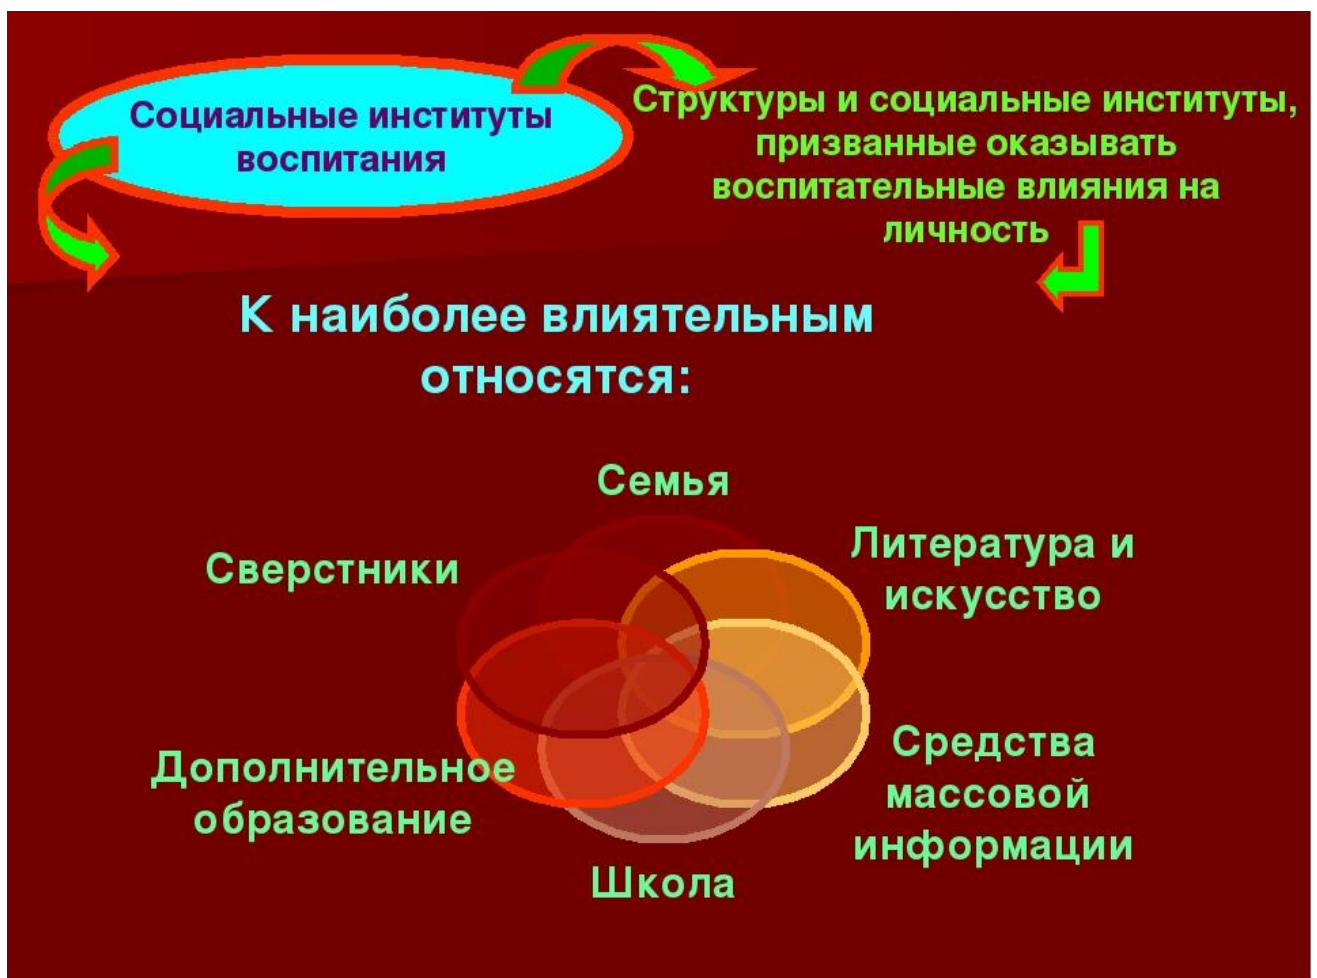 Социальные институты
воспитания
Структуры и социальные институты,
призванные оказывать
воспитательные влияния на
личность
К наиболее влиятельным
относятся:
Семья
Литература и
искусство
Сверстники
Средства
массовой
информации
Дополнительное
образование
Школа